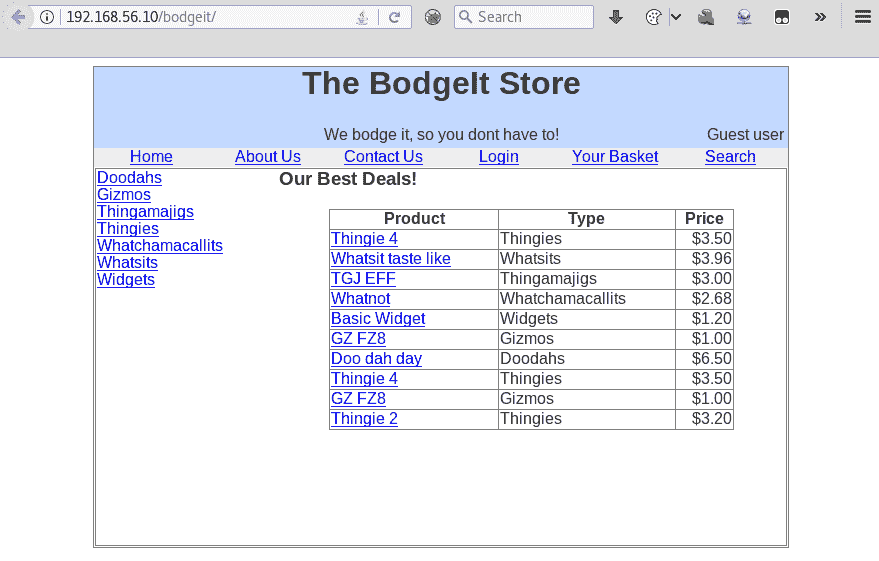 192.168.56.10/bodgeit/ Search
The BodgeIt Store
We bodge it, so you dont have to! Guest user
Home About Us Contact Us Login Your Basket Search
Doodahs
Gizmos
Thingamajigs
Thingies
Whatchamacallits
Whatsits
Widgets
Our Best Deals!
Product Type Price
Thingie 4 Thingies $3.50
Whatsit taste like Whatsits $3.96
TGJ EFF Thingamajigs $3.00
Whatnot Whatchamacallits $2.68
Basic Widget Widgets $1.20
GZ FZ8 Gizmos $1.00
Doo dah day Doodahs $6.50
Thingie 4 Thingies $3.50
GZ FZ8 Gizmos $1.00
Thingie 2 Thingies $3.20